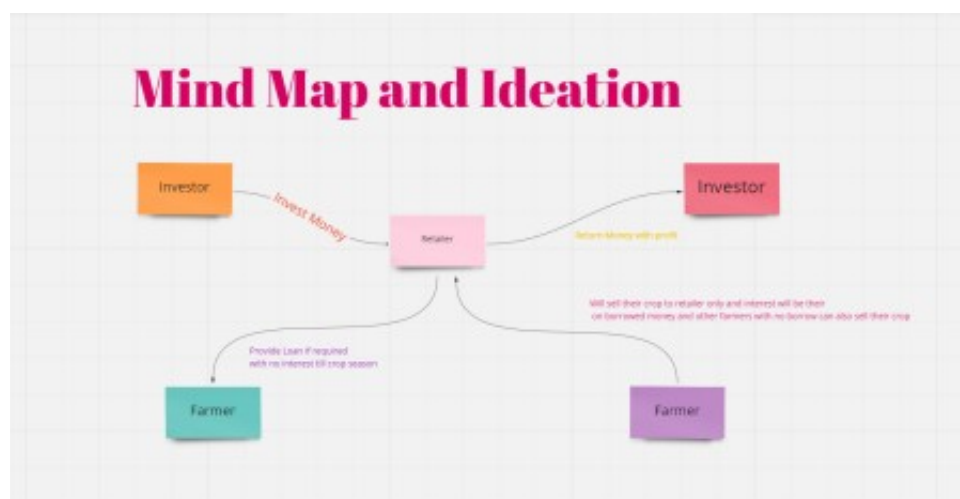 Mind Map and Ideation
Investor
Invest Money
Investor
Retailer
Return Money with profit
Will sell their crop to retailer only and interest will be their
on borrowed money and other farmers with no borrow can also sell their crop
Provide Loan if required
with no interest till crop season
Farmer
Farmer